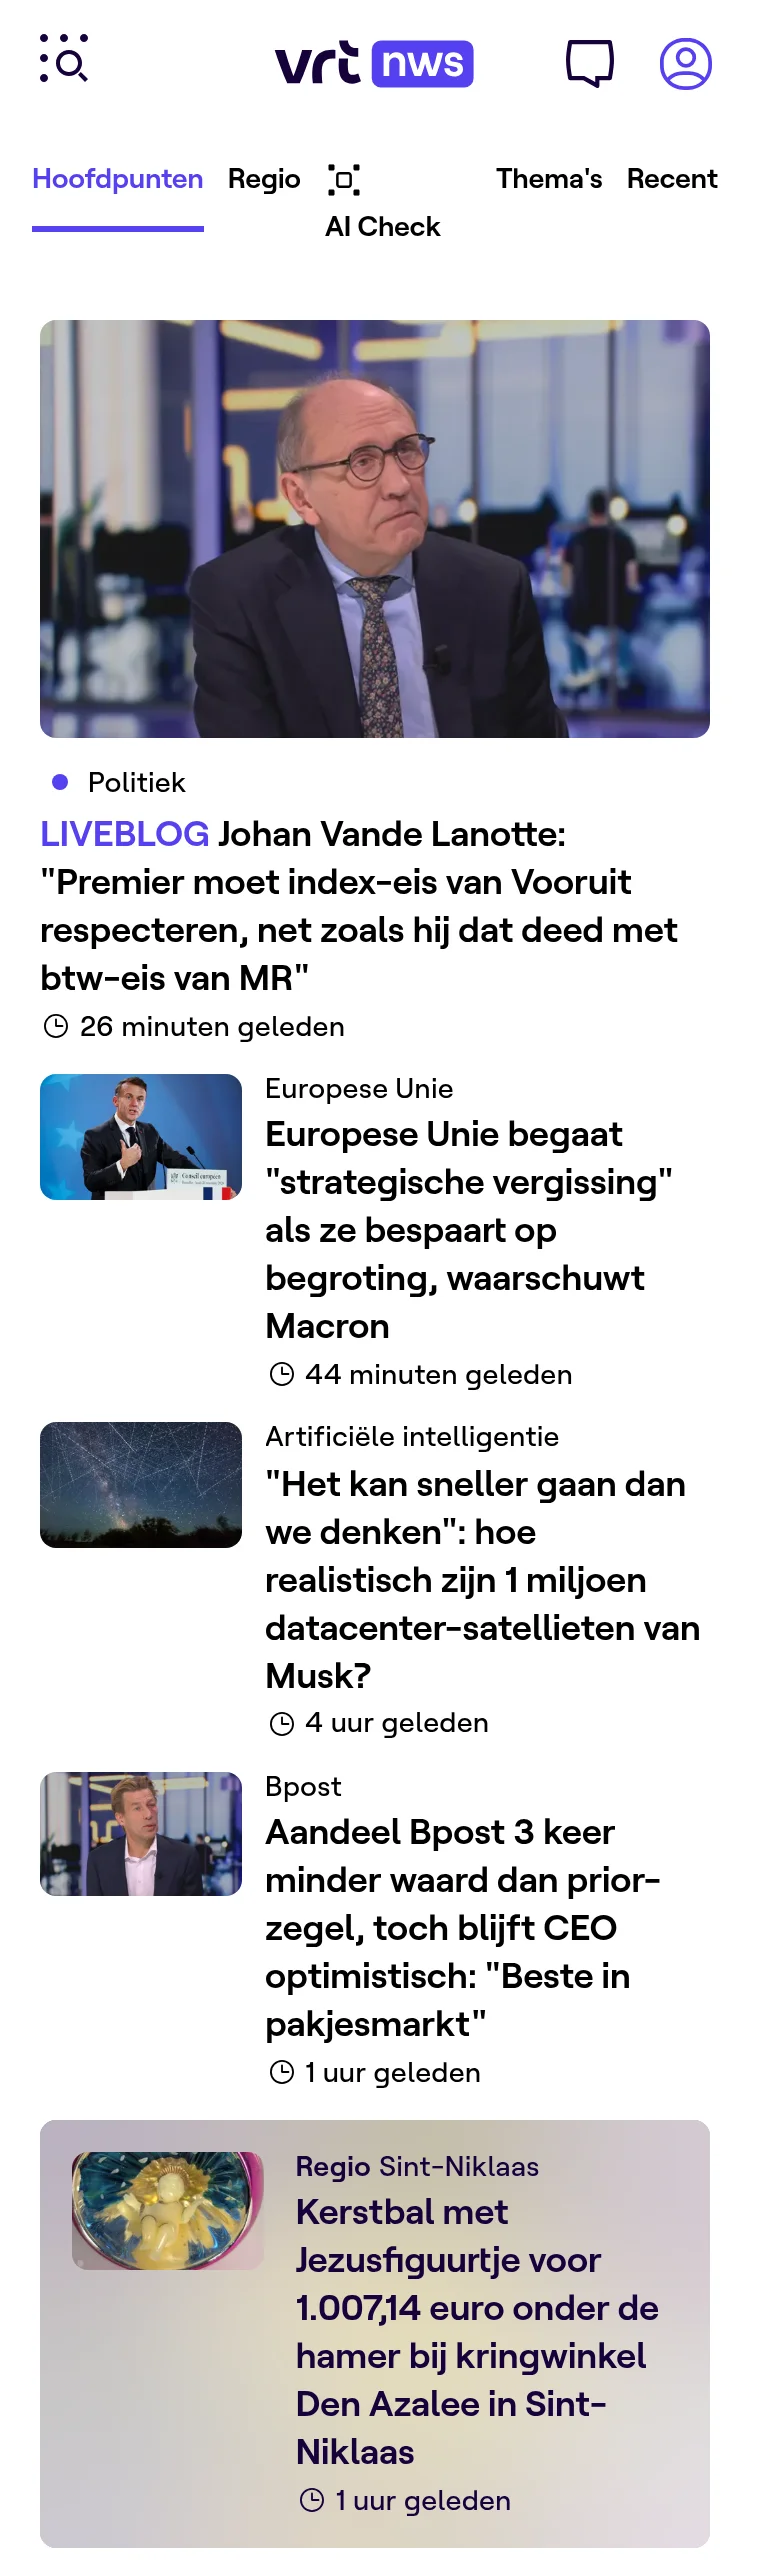 vrt nws
Hoofdpunten Regio AI Check Thema's Recent
Politiek
LIVEBLOG Johan Vande Lanotte:
"Premier moet index-eis van Vooruit
respecteren, net zoals hij dat deed met
btw-eis van MR"
26 minuten geleden
Conseil européen
Europese Unie
Europese Unie begaat
"strategische vergissing"
als ze bespaart op
begroting, waarschuwt
Macron
44 minuten geleden
Artificiële intelligentie
"Het kan sneller gaan dan
we denken": hoe
realistisch zijn 1 miljoen
datacenter-satellieten van
Musk?
4 uur geleden
Bpost
Aandeel Bpost 3 keer
minder waard dan prior-
zegel, toch blijft CEO
optimistisch: "Beste in
pakjesmarkt"
1 uur geleden
Regio Sint-Niklaas
Kerstbal met
Jezusfiguurtje voor
1.007,14 euro onder de
hamer bij kringwinkel
Den Azalee in Sint-
Niklaas
1 uur geleden